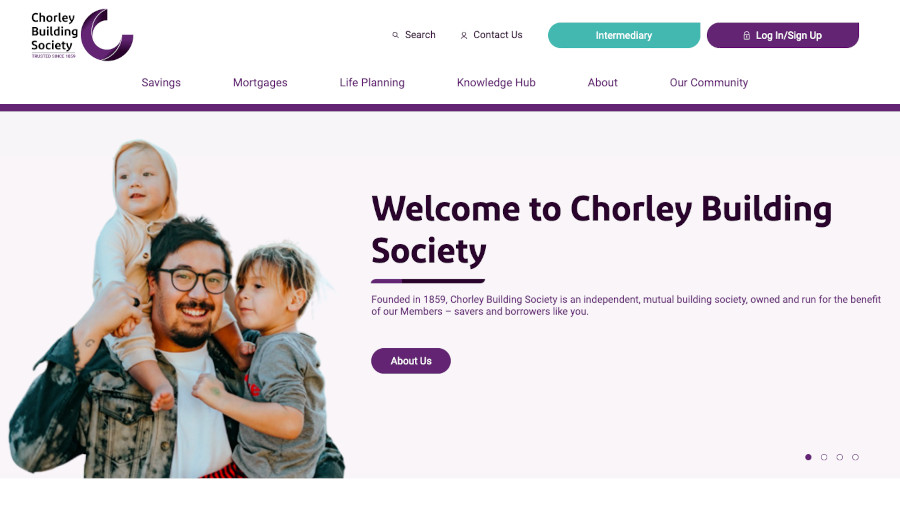 Chorley
Building
Society
TRUSTED SINCE 1859
Search
Contact Us
Intermediary
Log In/Sign Up
Savings
Mortgages
Life Planning
Knowledge Hub
About
Our Community
Welcome to Chorley Building
Society
Founded in 1859, Chorley Building Society is an independent, mutual building society, owned and run for the benefit
of our Members – savers and borrowers like you.
About Us